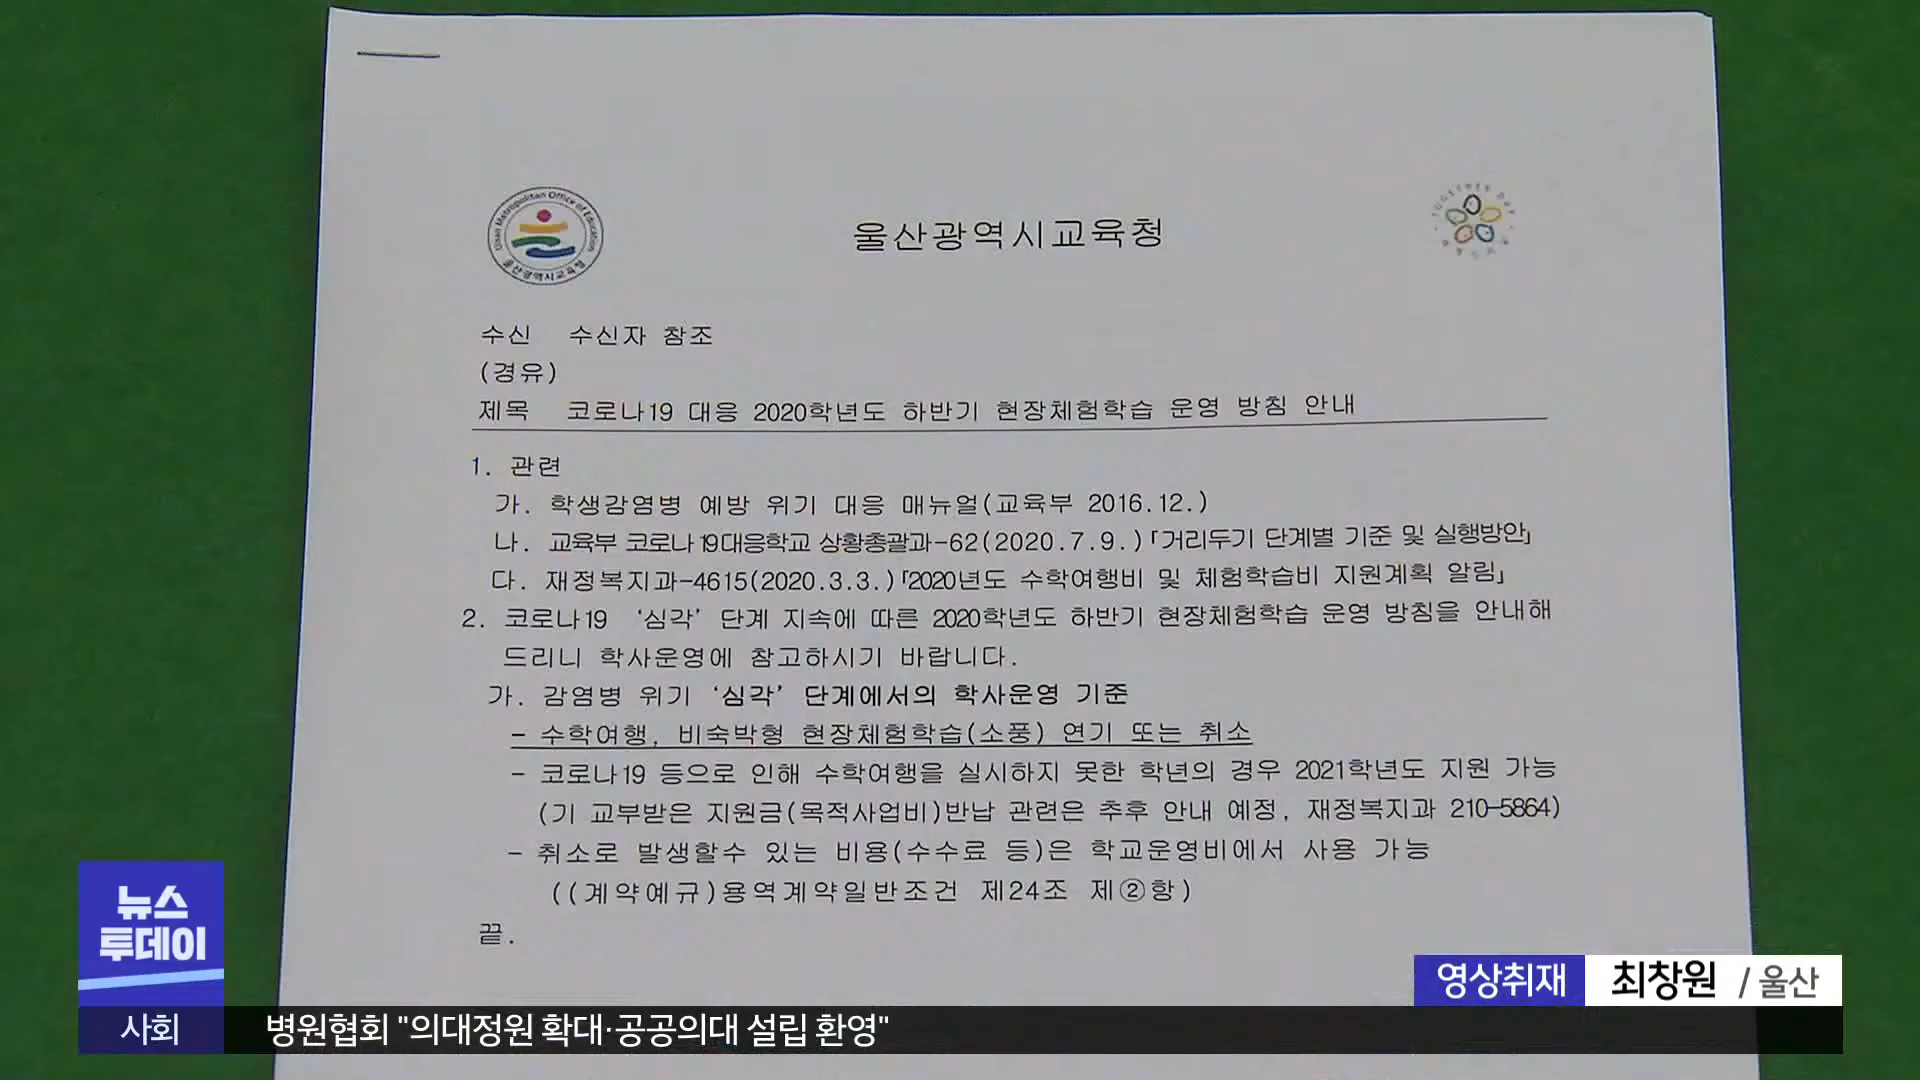 Ulsan Metropolitan Office of Education
울산광역시교육청
울산광역시교육청
수신 수신자 참조
(경유)
제목 코로나19 대응 2020학년도 하반기 현장체험학습 운영 방침 안내
1. 관련
가. 학생감염병 예방 위기 대응 매뉴얼(교육부 2016.12.)
나. 교육부 코로나19대응학교 상황총괄과-62(2020.7.9.)「거리두기 단계별 기준 및 실행방안」
다. 재정복지과-4615(2020.3.3.)「2020년도 수학여행비 및 체험학습비 지원계획 알림」
2. 코로나19 ‘심각’ 단계 지속에 따른 2020학년도 하반기 현장체험학습 운영 방침을 안내해
드리니 학사운영에 참고하시기 바랍니다.
가. 감염병 위기 ‘심각’ 단계에서의 학사운영 기준
- 수학여행, 비숙박형 현장체험학습(소풍) 연기 또는 취소
- 코로나19 등으로 인해 수학여행을 실시하지 못한 학년의 경우 2021학년도 지원 가능
(기 교부받은 지원금(목적사업비)반납 관련은 추후 안내 예정, 재정복지과 210-5864)
- 취소로 발생할수 있는 비용(수수료 등)은 학교운영비에서 사용 가능
((계약예규)용역계약일반조건 제24조 제②항)
끝.
뉴스
투데이
영상취재 최창원 / 울산
사회 병원협회 "의대정원 확대·공공의대 설립 환영"